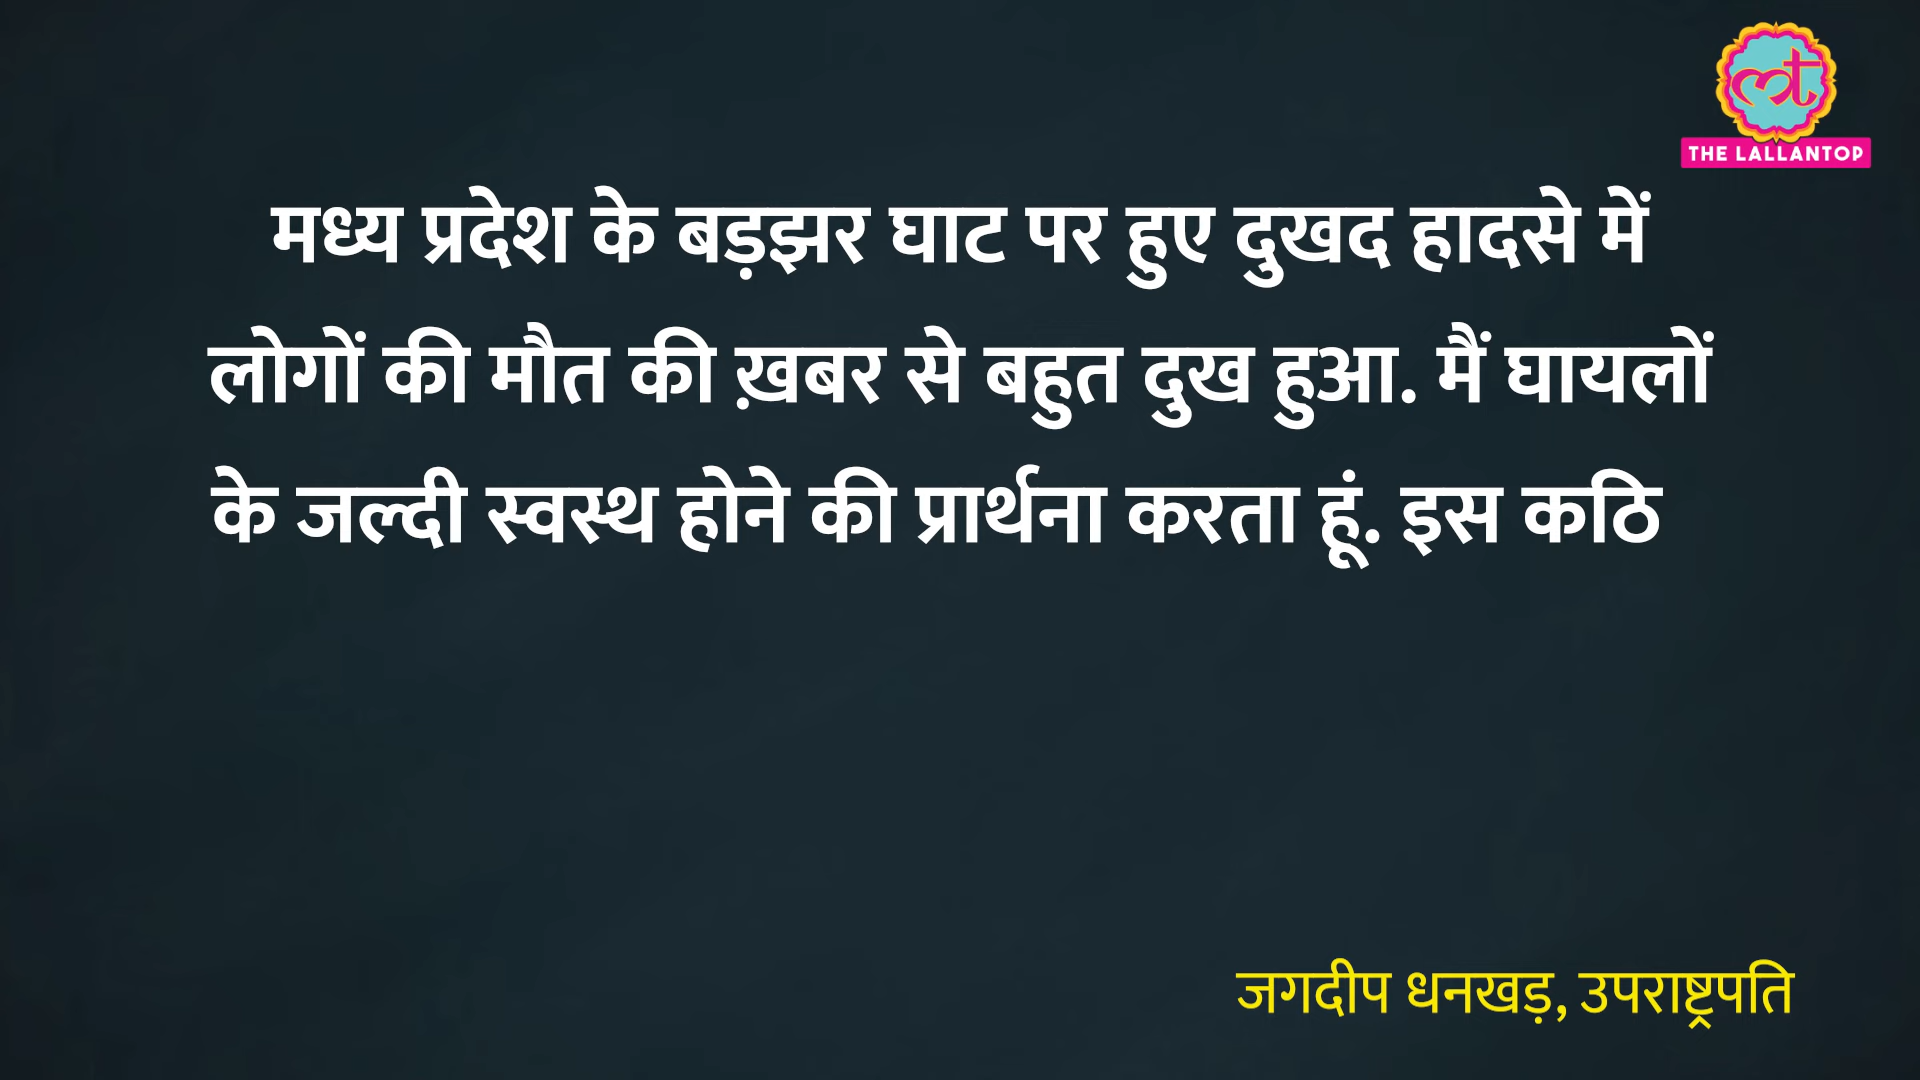 THE LALLANTOP
मध्य प्रदेश के बड़झर घाट पर हुए दुखद हादसे में
लोगों की मौत की ख़बर से बहुत दुख हुआ. मैं घायलों
के जल्दी स्वस्थ होने की प्रार्थना करता हूं. इस कठि
जगदीप धनखड़, उपराष्ट्रपति